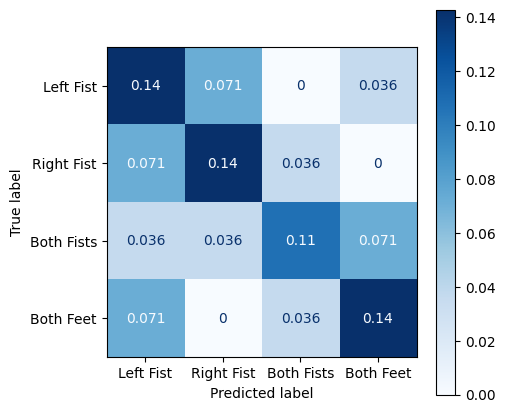 Left Fist 0.14 0.071 0 0.036
Right Fist 0.071 0.14 0.036 0
Both Fists 0.036 0.036 0.11 0.071
Both Feet 0.071 0 0.036 0.14
Left Fist Right Fist Both Fists Both Feet
Predicted label
True label
0.14
0.12
0.10
0.08
0.06
0.04
0.02
0.00